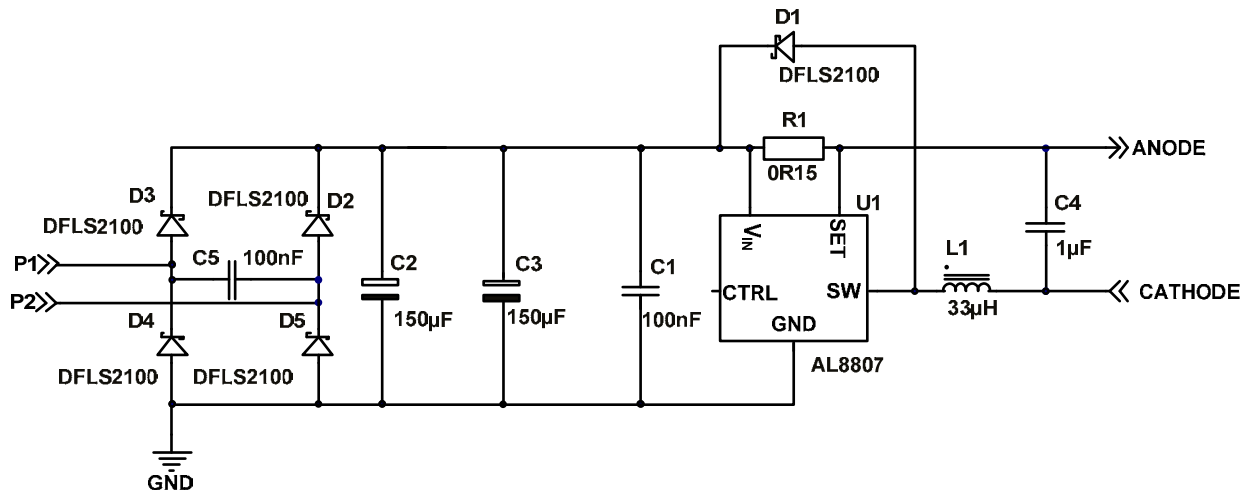 D1
DFLS2100
R1
0R15
ANODE
D3
DFLS2100
D2
DFLS2100
U1
VIN
SET
C4
1µF
P1
C5
100nF
C2
150µF
C3
150µF
C1
100nF
L1
33µH
P2
CTRL
SW
CATHODE
D4
D5
GND
DFLS2100
DFLS2100
AL8807
GND